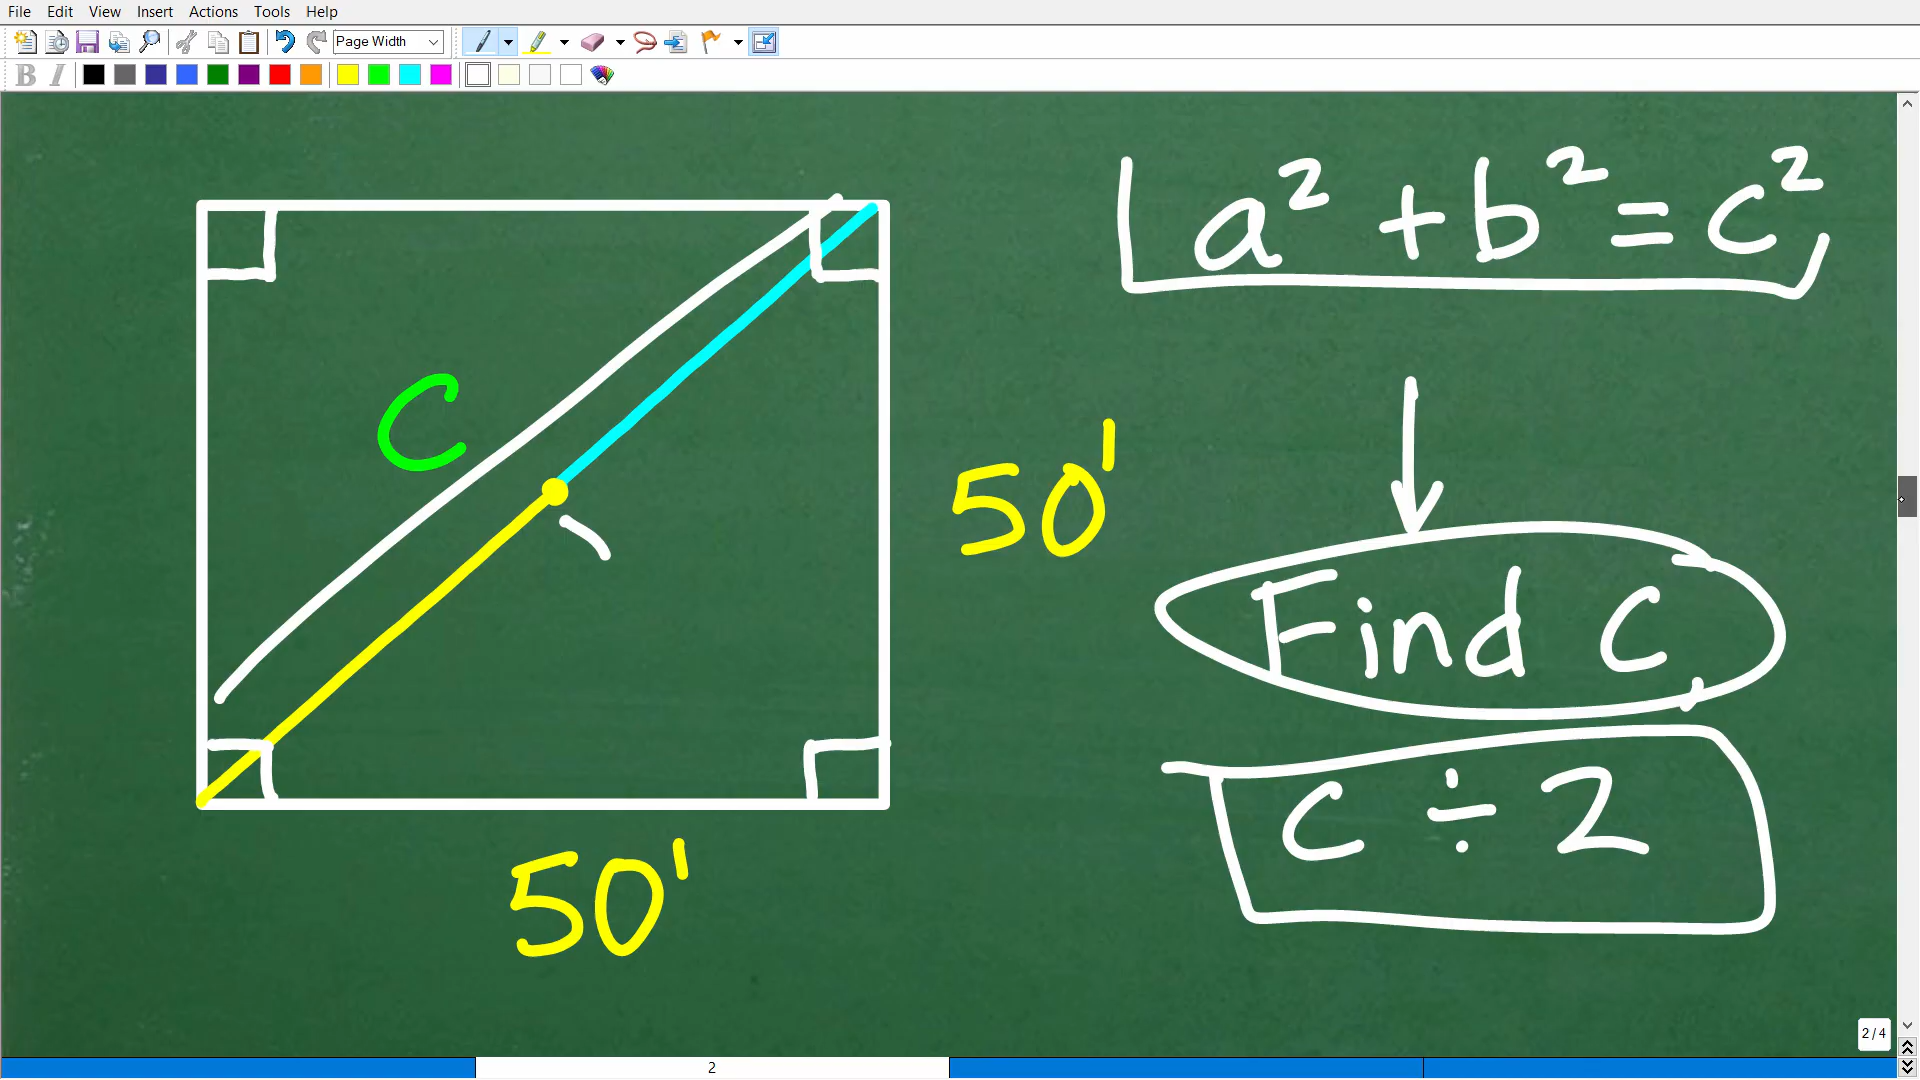 File Edit View Insert Actions Tools Help
Page Width
B I
a² + b² = c²
C
50'
Find C
C ÷ 2
50'
2 / 4
2